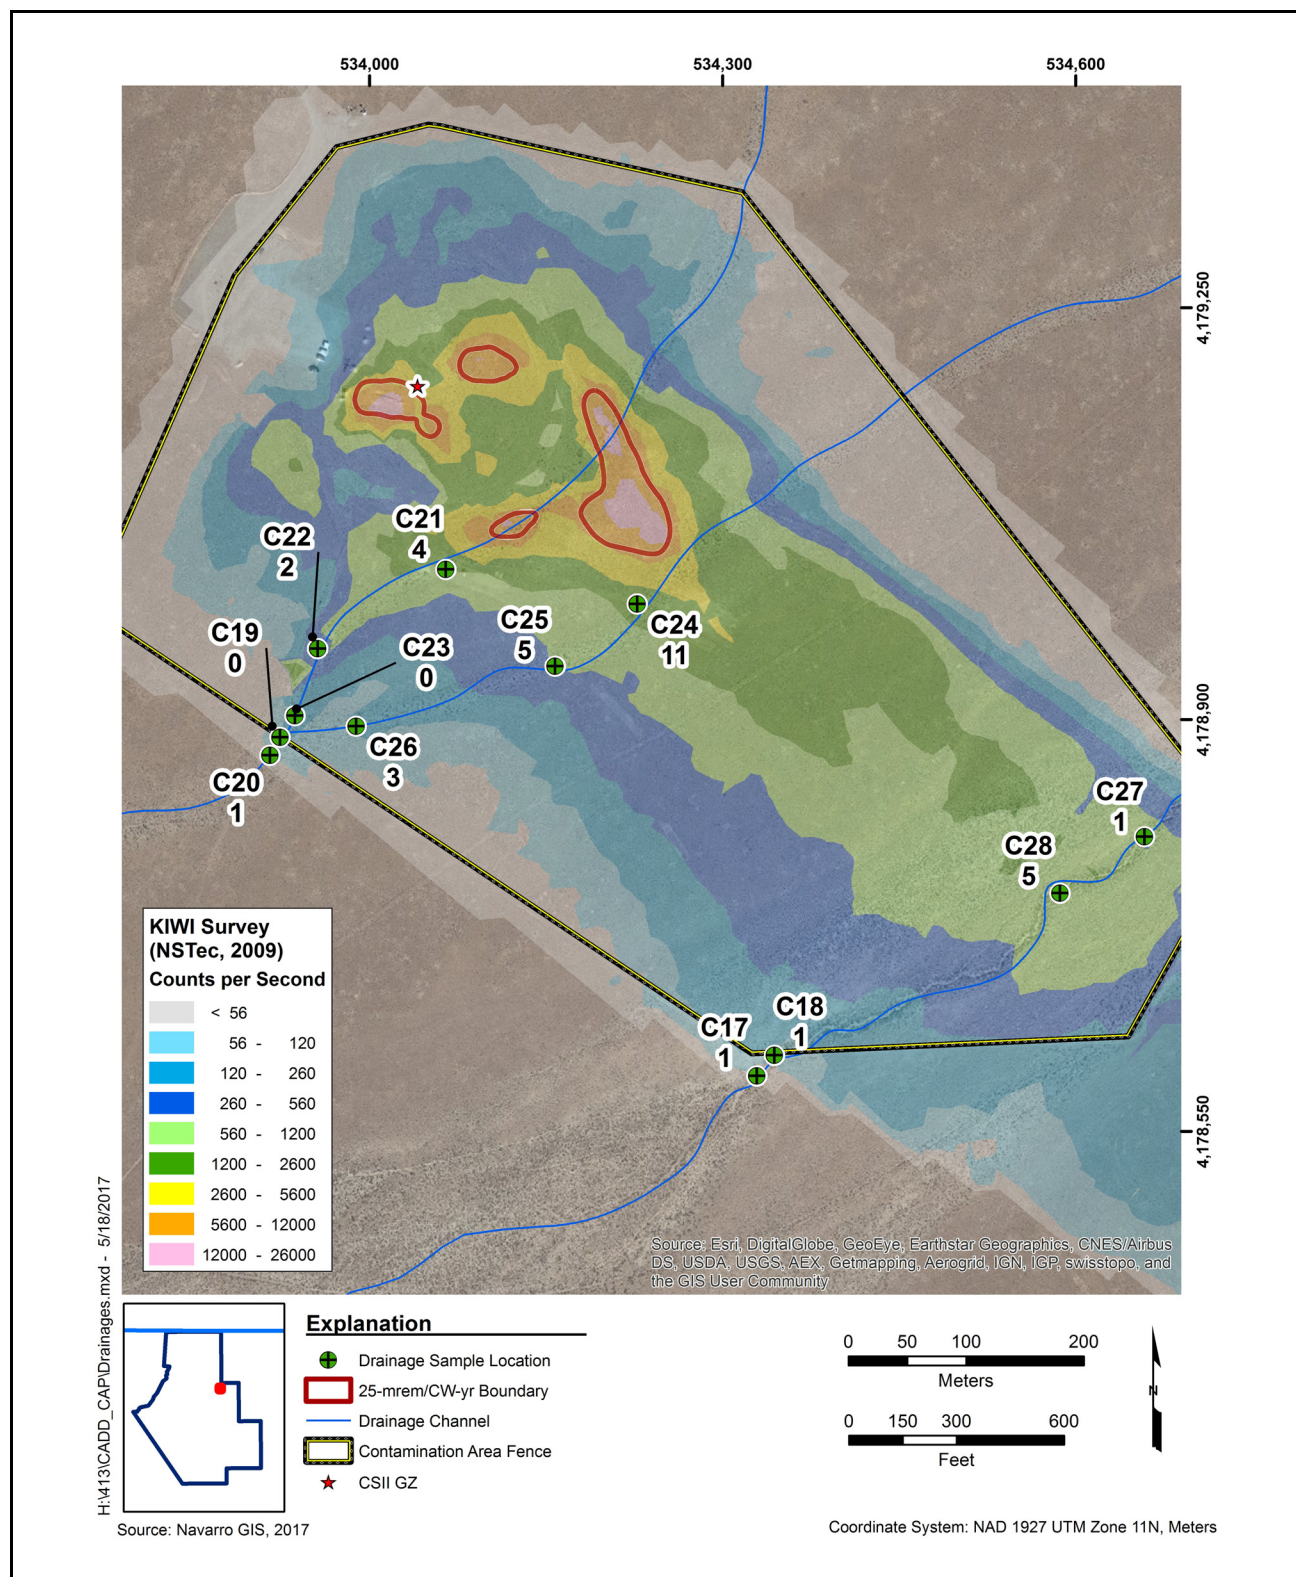 534,000
534,300
534,600
4,179,250
4,178,900
4,178,550
C21
4
C22
2
C19
0
C23
0
C25
5
C24
11
C26
3
C20
1
C27
1
C28
5
C18
1
C17
1
KIWI Survey
(NSTec, 2009)
Counts per Second
< 56
56 - 120
120 - 260
260 - 560
560 - 1200
1200 - 2600
2600 - 5600
5600 - 12000
12000 - 26000
Source: Esri, DigitalGlobe, GeoEye, Earthstar Geographics, CNES/Airbus
DS, USDA, USGS, AEX, Getmapping, Aerogrid, IGN, IGP, swisstopo, and
the GIS User Community
H:\413\CADD_CAP\Drainages.mxd - 5/18/2017
Explanation
Drainage Sample Location
25-mrem/CW-yr Boundary
Drainage Channel
Contamination Area Fence
CSII GZ
0 50 100 200
Meters
0 150 300 600
Feet
N
Source: Navarro GIS, 2017
Coordinate System: NAD 1927 UTM Zone 11N, Meters